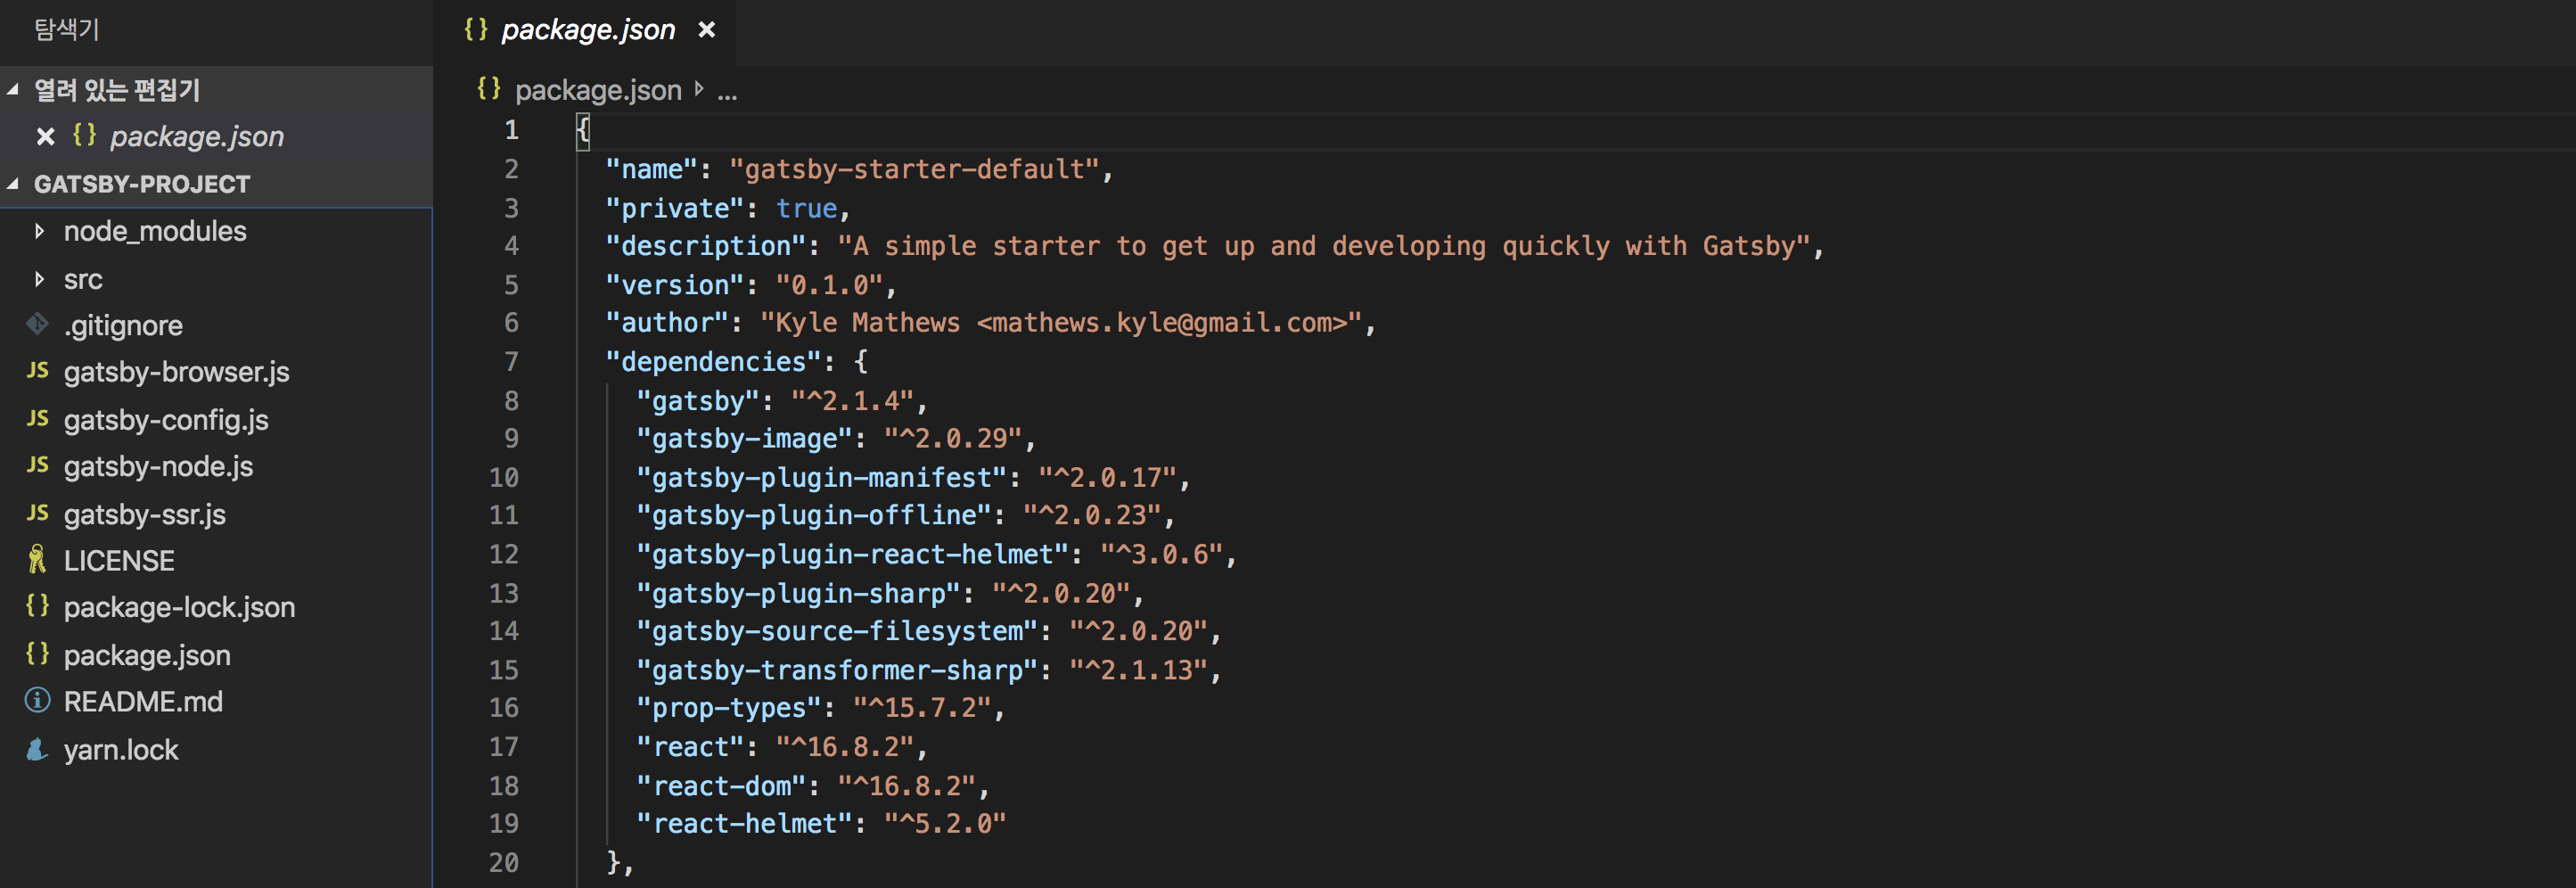 탐색기
열려 있는 편집기
package.json
GATSBY-PROJECT
node_modules
src
.gitignore
JS gatsby-browser.js
JS gatsby-config.js
JS gatsby-node.js
JS gatsby-ssr.js
LICENSE
{} package-lock.json
{} package.json
README.md
yarn.lock
{} package.json ×
{} package.json ▷ ...
1 {
2 "name": "gatsby-starter-default",
3 "private": true,
4 "description": "A simple starter to get up and developing quickly with Gatsby",
5 "version": "0.1.0",
6 "author": "Kyle Mathews <mathews.kyle@gmail.com>",
7 "dependencies": {
8 "gatsby": "^2.1.4",
9 "gatsby-image": "^2.0.29",
10 "gatsby-plugin-manifest": "^2.0.17",
11 "gatsby-plugin-offline": "^2.0.23",
12 "gatsby-plugin-react-helmet": "^3.0.6",
13 "gatsby-plugin-sharp": "^2.0.20",
14 "gatsby-source-filesystem": "^2.0.20",
15 "gatsby-transformer-sharp": "^2.1.13",
16 "prop-types": "^15.7.2",
17 "react": "^16.8.2",
18 "react-dom": "^16.8.2",
19 "react-helmet": "^5.2.0"
20 },